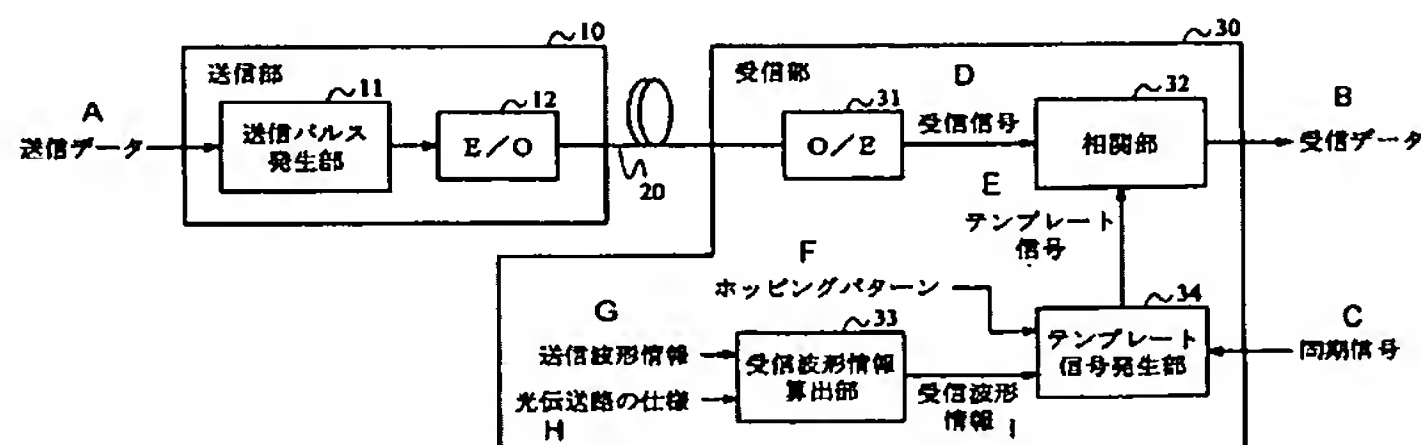 10
30
送信部
受信部
11
12
31
D
32
A
B
送信データ
送信パルス
発生部
E/O
O/E
受信信号
相関部
受信データ
20
E
テンプレート
信号
F
ホッピングパターン
34
G
33
C
送信波形情報
受信波形情報
算出部
テンプレート
信号発生部
同期信号
光伝送路の仕様
受信波形
情報
H
I